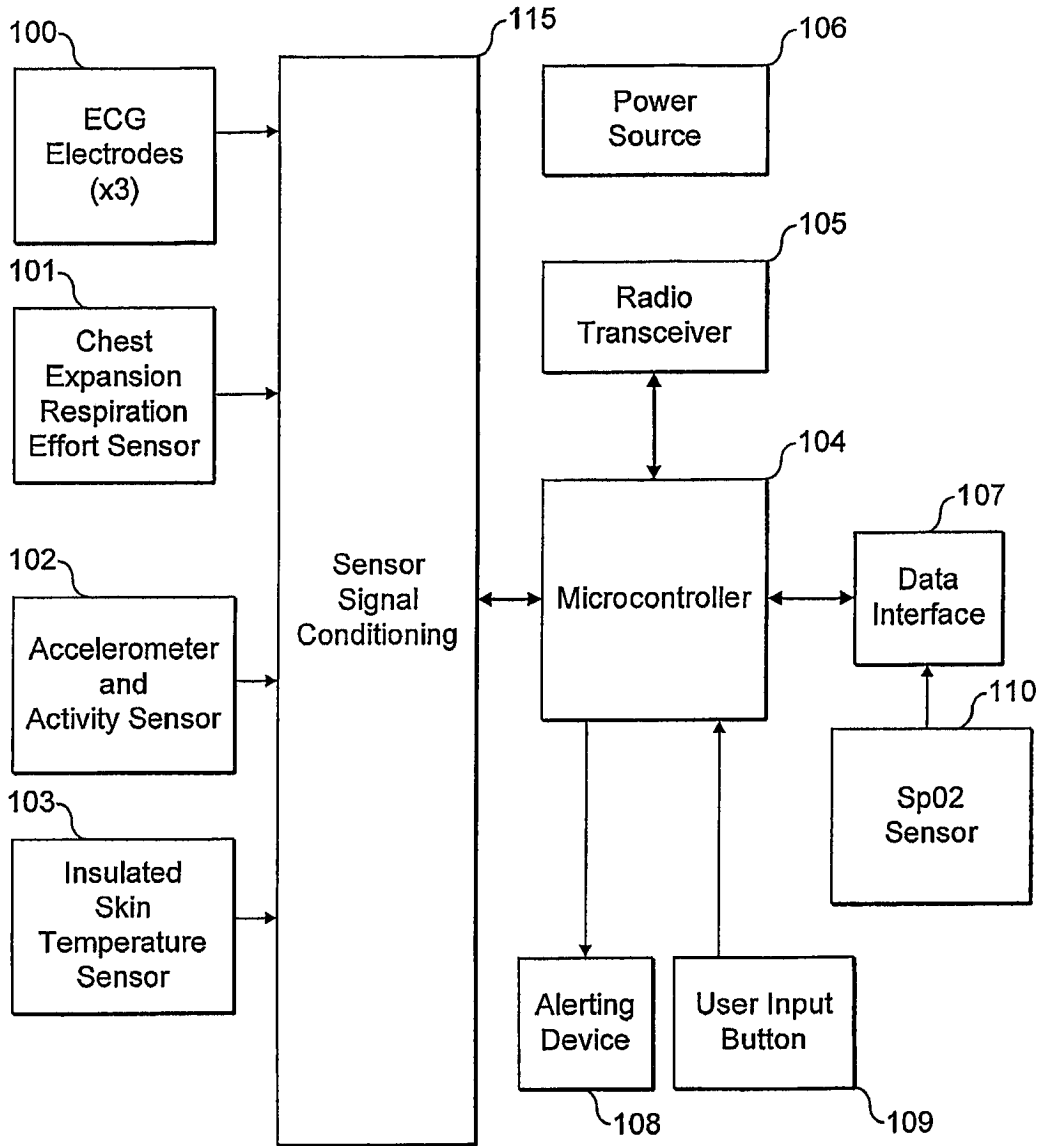 100
ECG
Electrodes
(x3)
101
Chest
Expansion
Respiration
Effort Sensor
102
Accelerometer
and
Activity Sensor
103
Insulated
Skin
Temperature
Sensor
115
Sensor
Signal
Conditioning
106
Power
Source
105
Radio
Transceiver
104
Microcontroller
107
Data
Interface
110
Sp02
Sensor
Alerting
Device
108
User Input
Button
109